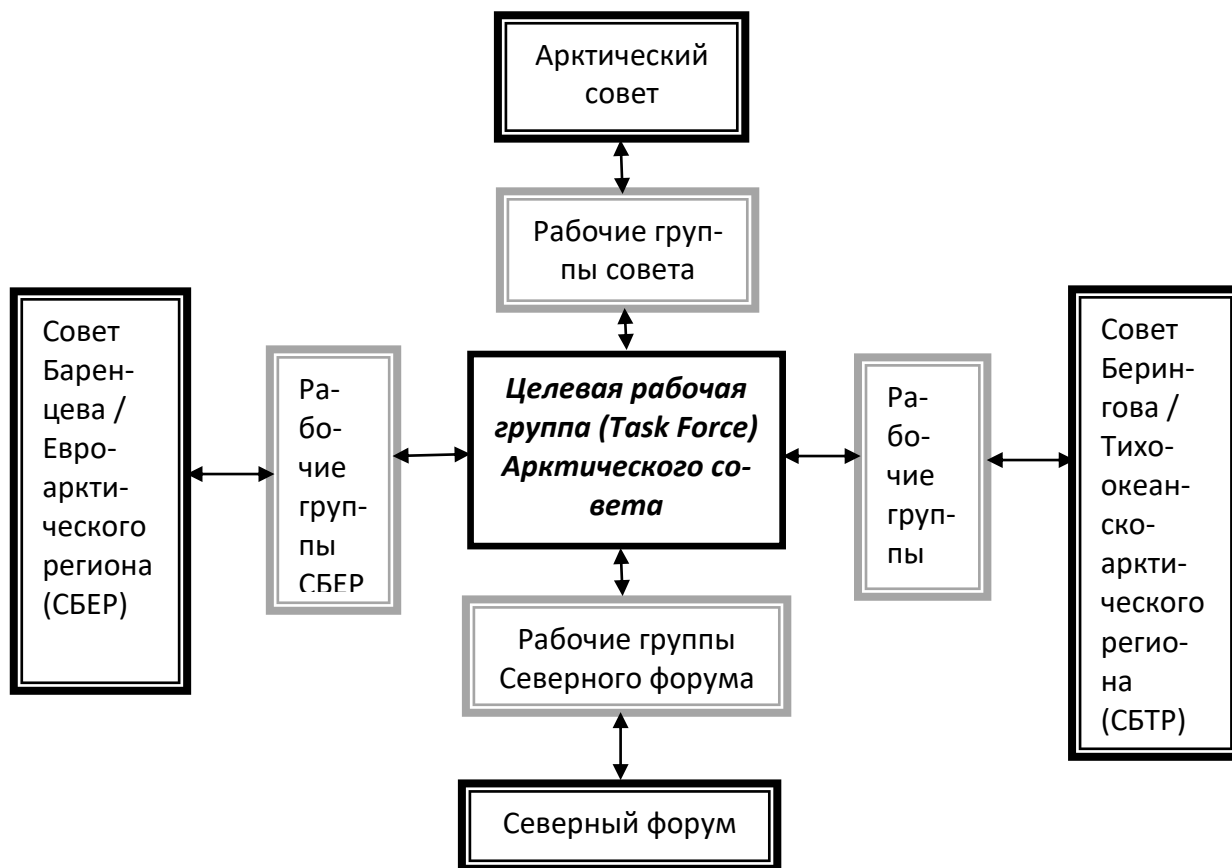 Арктический
совет
Рабочие груп-
пы совета
Совет
Барен-
цева /
Евро-
аркти-
ческого
региона
(СБЕР)
Ра-
бо-
чие
груп-
пы
СБЕР
Целевая рабочая
группа (Task Force)
Арктического со-
вета
Ра-
бо-
чие
груп-
пы
Совет
Берин-
гова /
Тихо-
океан-
ско-
аркти-
ческого
регио-
на
(СБТР)
Рабочие группы
Северного форума
Северный форум